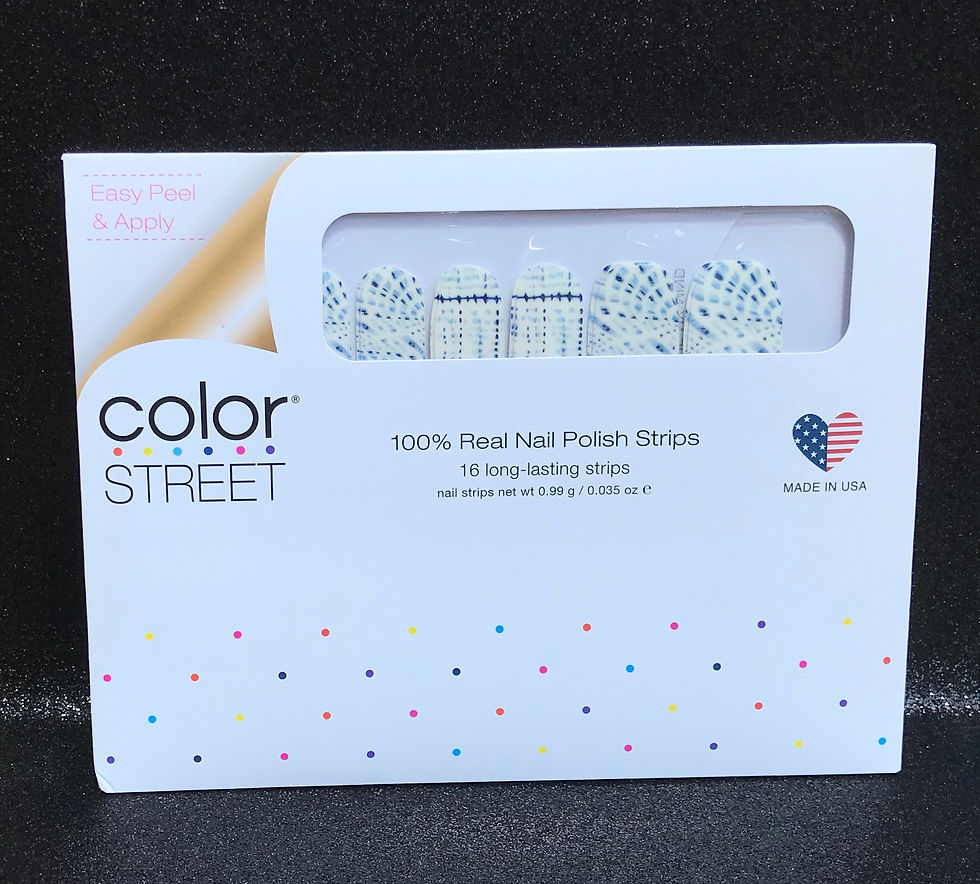 Easy Peel
& Apply
color®
STREET
100% Real Nail Polish Strips
16 long-lasting strips
nail strips net wt 0.99 g / 0.035 oz ℮
MADE IN USA